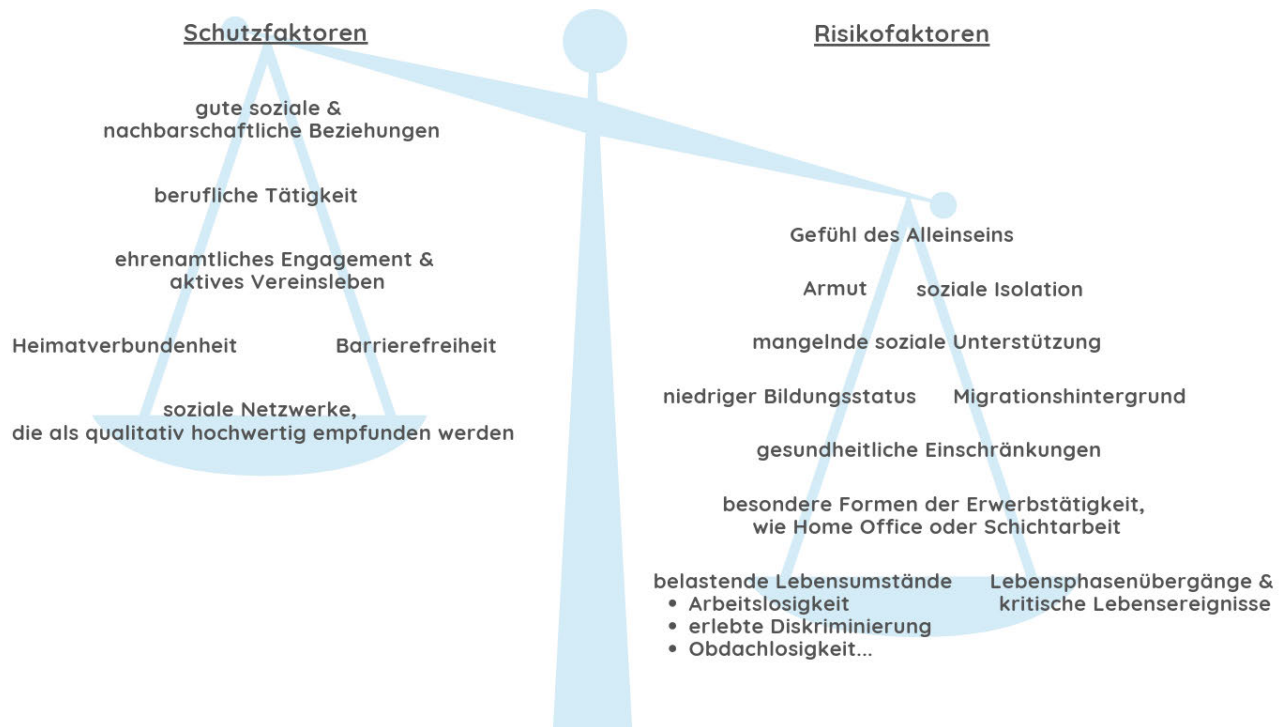 Schutzfaktoren
gute soziale &
nachbarschaftliche Beziehungen
berufliche Tätigkeit
ehrenamtliches Engagement &
aktives Vereinsleben
Heimatverbundenheit
Barrierefreiheit
soziale Netzwerke,
die als qualitativ hochwertig empfunden werden
Risikofaktoren
Gefühl des Alleinseins
Armut
soziale Isolation
mangelnde soziale Unterstützung
niedriger Bildungsstatus
Migrationshintergrund
gesundheitliche Einschränkungen
besondere Formen der Erwerbstätigkeit,
wie Home Office oder Schichtarbeit
belastende Lebensumstände
• Arbeitslosigkeit
• erlebte Diskriminierung
• Obdachlosigkeit...
Lebensphasenübergänge &
kritische Lebensereignisse